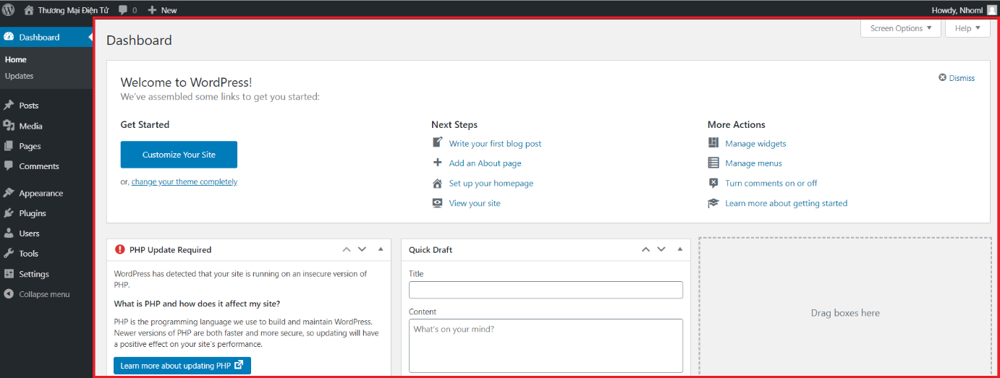 Thương Mại Điện Tử 0 New
Howdy, Nhoml
Dashboard
Home
Updates
Posts
Media
Pages
Comments
Appearance
Plugins
Users
Tools
Settings
Collapse menu
Screen Options
Help
Dashboard
Welcome to WordPress!
Dismiss
We've assembled some links to get you started:
Get Started
Customize Your Site
or, change your theme completely
Next Steps
Write your first blog post
Add an About page
Set up your homepage
View your site
More Actions
Manage widgets
Manage menus
Turn comments on or off
Learn more about getting started
PHP Update Required
WordPress has detected that your site is running on an insecure version of
PHP.
What is PHP and how does it affect my site?
PHP is the programming language we use to build and maintain WordPress.
Newer versions of PHP are both faster and more secure, so updating will have
a positive effect on your site's performance.
Learn more about updating PHP
Quick Draft
Title
Content
What's on your mind?
Drag boxes here